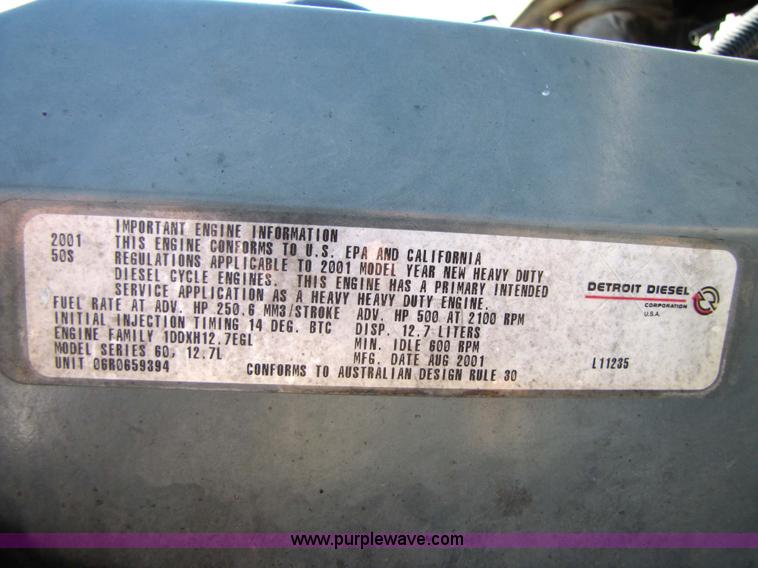 IMPORTANT ENGINE INFORMATION
2001 THIS ENGINE CONFORMS TO U.S. EPA AND CALIFORNIA
50S REGULATIONS APPLICABLE TO 2001 MODEL YEAR NEW HEAVY DUTY
DIESEL CYCLE ENGINES. THIS ENGINE HAS A PRIMARY INTENDED
SERVICE APPLICATION AS A HEAVY HEAVY DUTY ENGINE.
FUEL RATE AT ADV. HP 250.6 MM3/STROKE ADV. HP 500 AT 2100 RPM
INITIAL INJECTION TIMING 14 DEG. BTC DISP. 12.7 LITERS
ENGINE FAMILY 1DDXH12.7EGL MIN. IDLE 600 RPM
MODEL SERIES 60, 12.7L MFG. DATE AUG 2001
UNIT 06R0659394 CONFORMS TO AUSTRALIAN DESIGN RULE 30
L11235
DETROIT DIESEL
CORPORATION
U.S.A.
www.purplewave.com